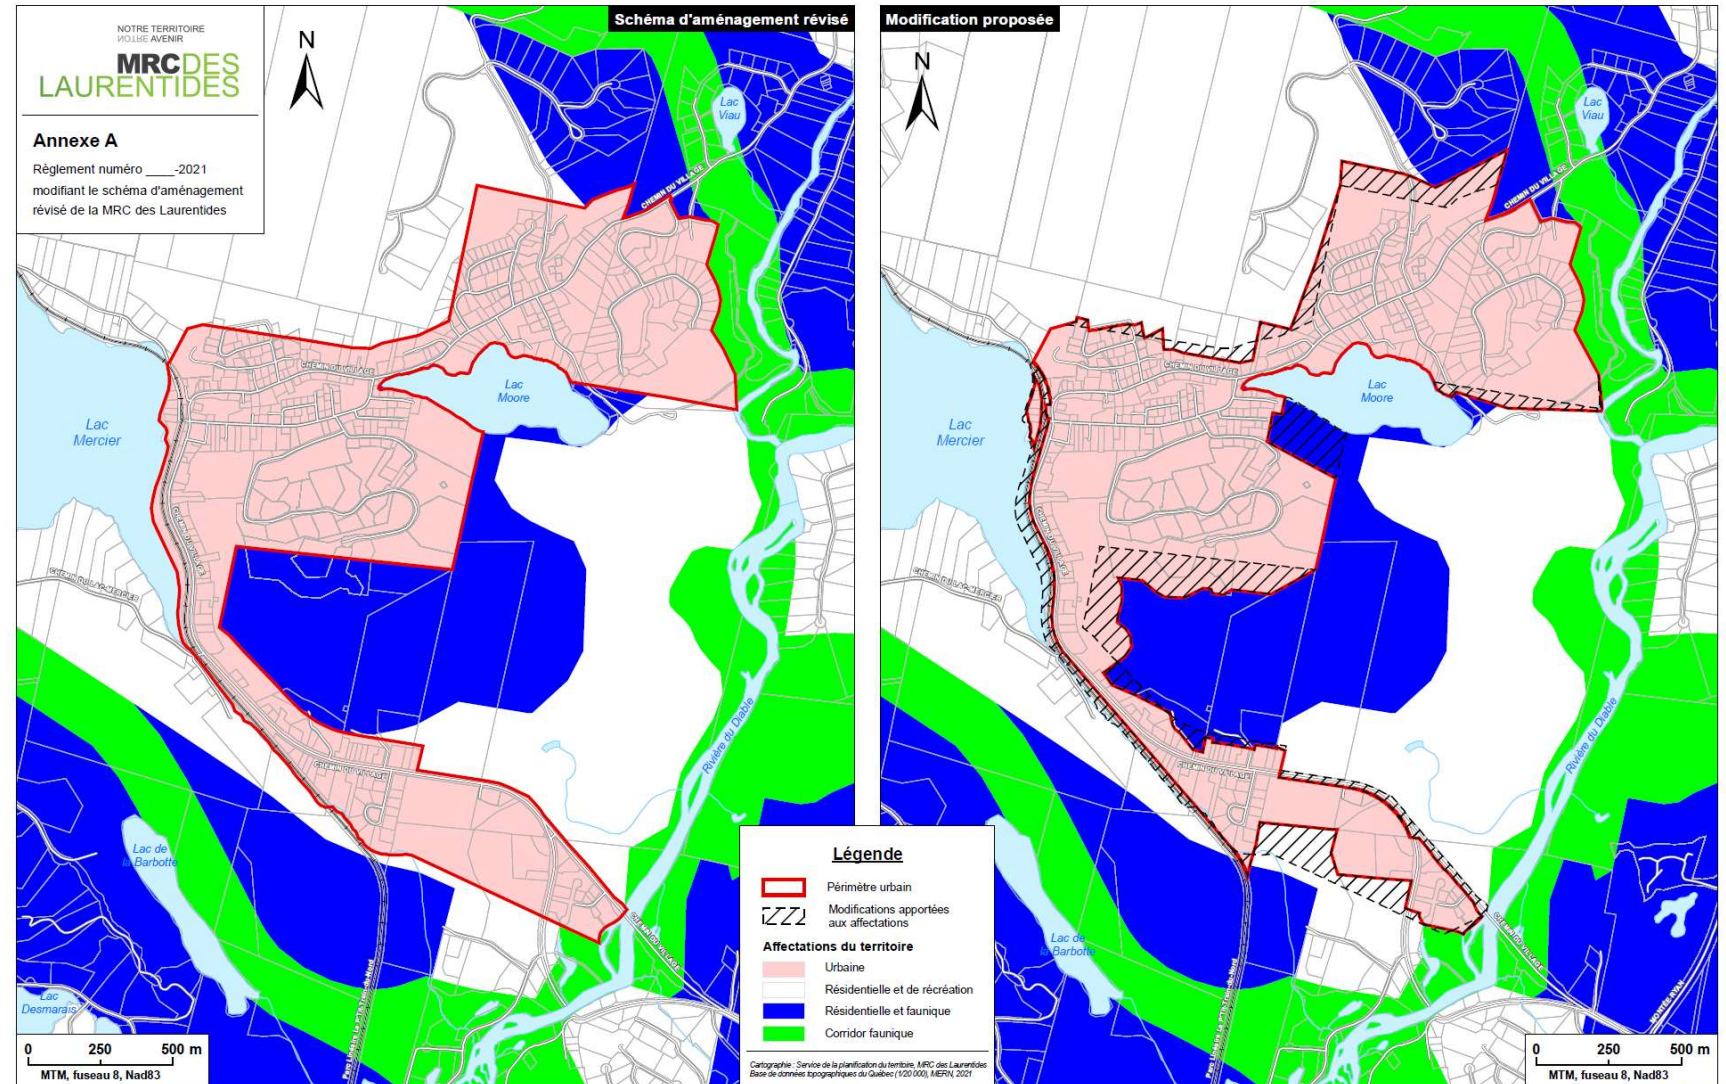 NOTRE TERRITOIRE
NOTRE AVENIR
MRC DES
LAURENTIDES
Annexe A
Règlement numéro ____-2021
modifiant le schéma d'aménagement
révisé de la MRC des Laurentides
Schéma d'aménagement révisé
N
Lac
Viau
CHEMIN DU VILLAGE
CHEMIN DU VILLAGE
Lac
Moore
Lac
Mercier
CHEMIN DU VILLAGE
CHEMIN DU LAC-MERCIER
Rivière du Diable
CHEMIN DU VILLAGE
Lac de
la Barbotte
CHEMIN DU VILLAGE
Lac
Desmarais
0 250 500 m
MTM, fuseau 8, Nad83
Modification proposée
N
Lac
Viau
CHEMIN DU VILLAGE
CHEMIN DU VILLAGE
Lac
Moore
Lac
Mercier
CHEMIN DU VILLAGE
CHEMIN DU LAC-MERCIER
Rivière du Diable
CHEMIN DU VILLAGE
Lac de
la Barbotte
CHEMIN DU VILLAGE
MONTÉE RYAN
0 250 500 m
MTM, fuseau 8, Nad83
Légende
Périmètre urbain
Modifications apportées
aux affectations
Affectations du territoire
Urbaine
Résidentielle et de récréation
Résidentielle et faunique
Corridor faunique
Cartographie : Service de la planification du territoire, MRC des Laurentides
Base de données topographiques du Québec (1/20 000), MERN, 2021